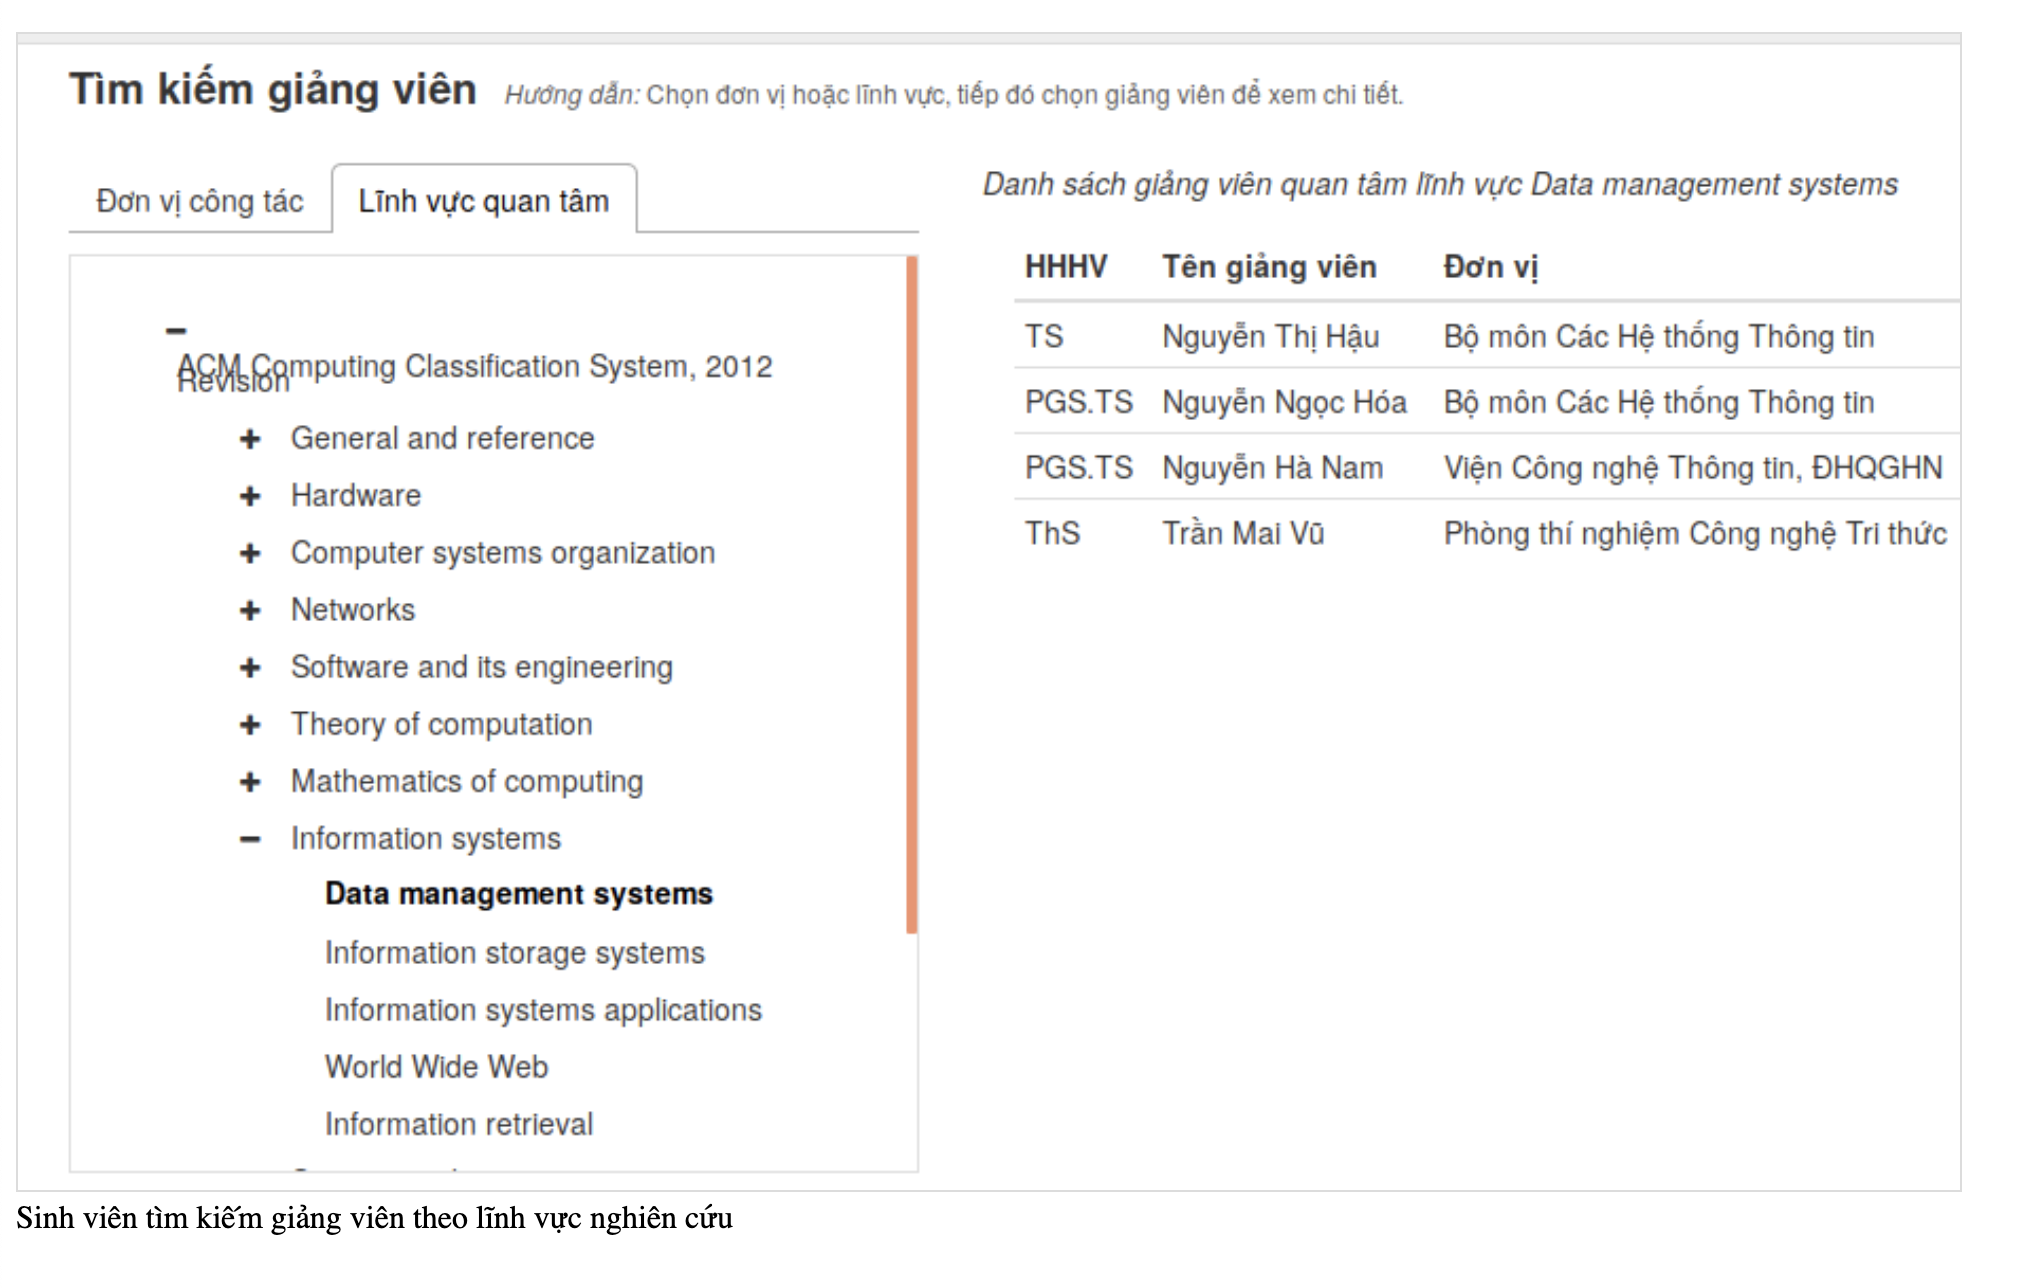 Tìm kiếm giảng viên Hướng dẫn: Chọn đơn vị hoặc lĩnh vực, tiếp đó chọn giảng viên để xem chi tiết.
Đơn vị công tác Lĩnh vực quan tâm
ACM Computing Classification System, 2012
Revision
+ General and reference
+ Hardware
+ Computer systems organization
+ Networks
+ Software and its engineering
+ Theory of computation
+ Mathematics of computing
− Information systems
Data management systems
Information storage systems
Information systems applications
World Wide Web
Information retrieval
Danh sách giảng viên quan tâm lĩnh vực Data management systems
HHHV Tên giảng viên Đơn vị
TS Nguyễn Thị Hậu Bộ môn Các Hệ thống Thông tin
PGS.TS Nguyễn Ngọc Hóa Bộ môn Các Hệ thống Thông tin
PGS.TS Nguyễn Hà Nam Viện Công nghệ Thông tin, ĐHQGHN
ThS Trần Mai Vũ Phòng thí nghiệm Công nghệ Tri thức
Sinh viên tìm kiếm giảng viên theo lĩnh vực nghiên cứu